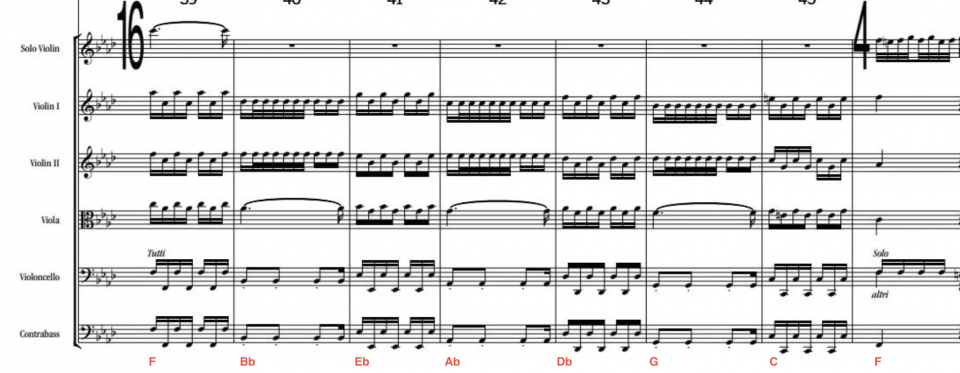 39 40 41 42 43 44 45
16
4
Solo Violin
Violin I
Violin II
Viola
Tutti
Solo
Violoncello
altri
Contrabass
F Bb Eb Ab Db G C F